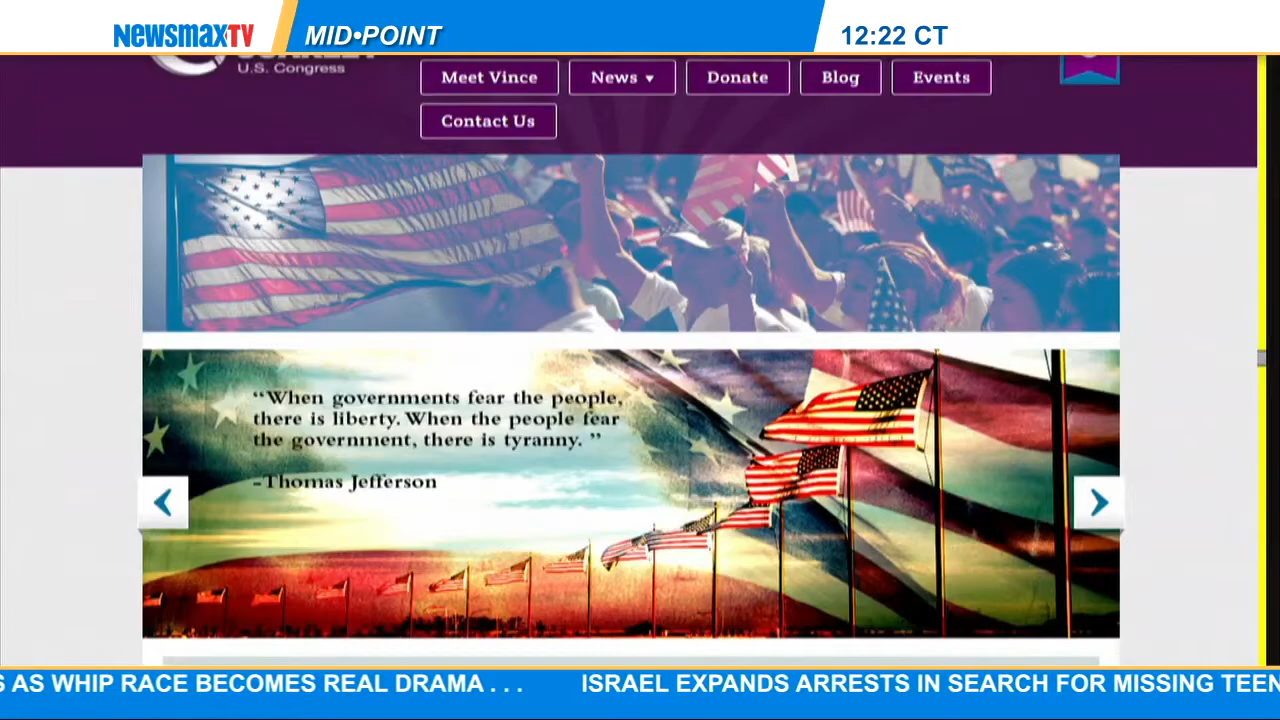 NEWSMAXTV
MID•POINT
12:22 CT
U.S. Congress
Meet Vince
News
Donate
Blog
Events
Contact Us
“When governments fear the people,
there is liberty. When the people fear
the government, there is tyranny. ”
-Thomas Jefferson
S AS WHIP RACE BECOMES REAL DRAMA . . . ISRAEL EXPANDS ARRESTS IN SEARCH FOR MISSING TEEN